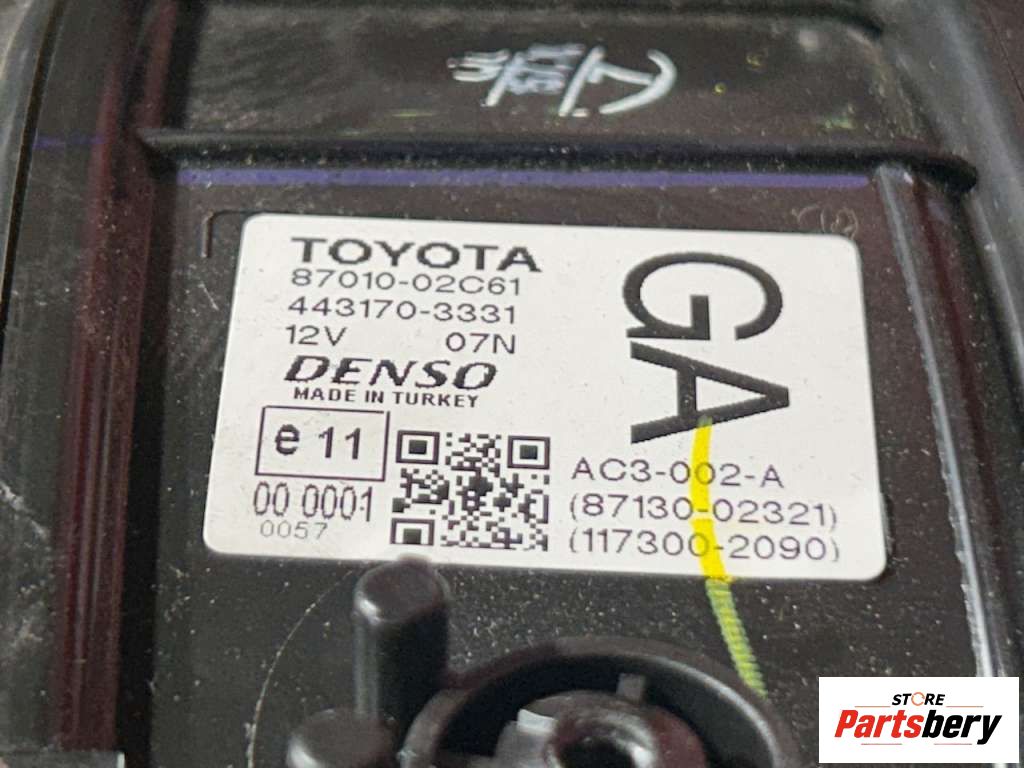 TOYOTA
87010-02C61
443170-3331
12V 07N
DENSO
MADE IN TURKEY
e 11
00 0001
0057
GA
AC3-002-A
(87130-02321)
(117300-2090)
STORE
Partsbery